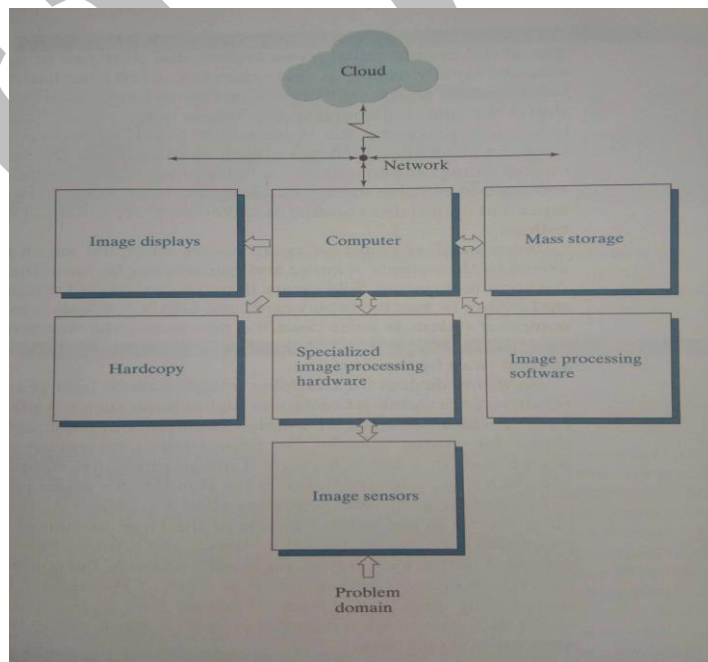 Cloud
Network
Image displays
Computer
Mass storage
Hardcopy
Specialized
image processing
hardware
Image processing
software
Image sensors
Problem
domain